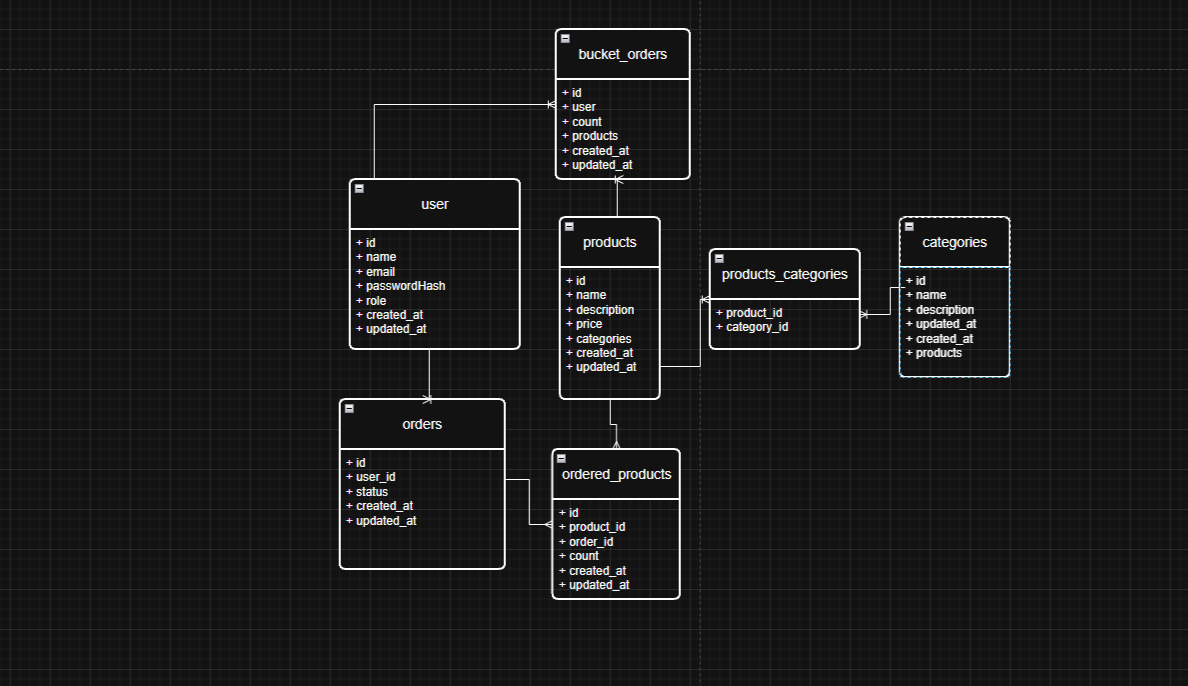 bucket_orders
+ id
+ user
+ count
+ products
+ created_at
+ updated_at
user
+ id
+ name
+ email
+ passwordHash
+ role
+ created_at
+ updated_at
products
+ id
+ name
+ description
+ price
+ categories
+ created_at
+ updated_at
products_categories
+ product_id
+ category_id
categories
+ id
+ name
+ description
+ updated_at
+ created_at
+ products
orders
+ id
+ user_id
+ status
+ created_at
+ updated_at
ordered_products
+ id
+ product_id
+ order_id
+ count
+ created_at
+ updated_at